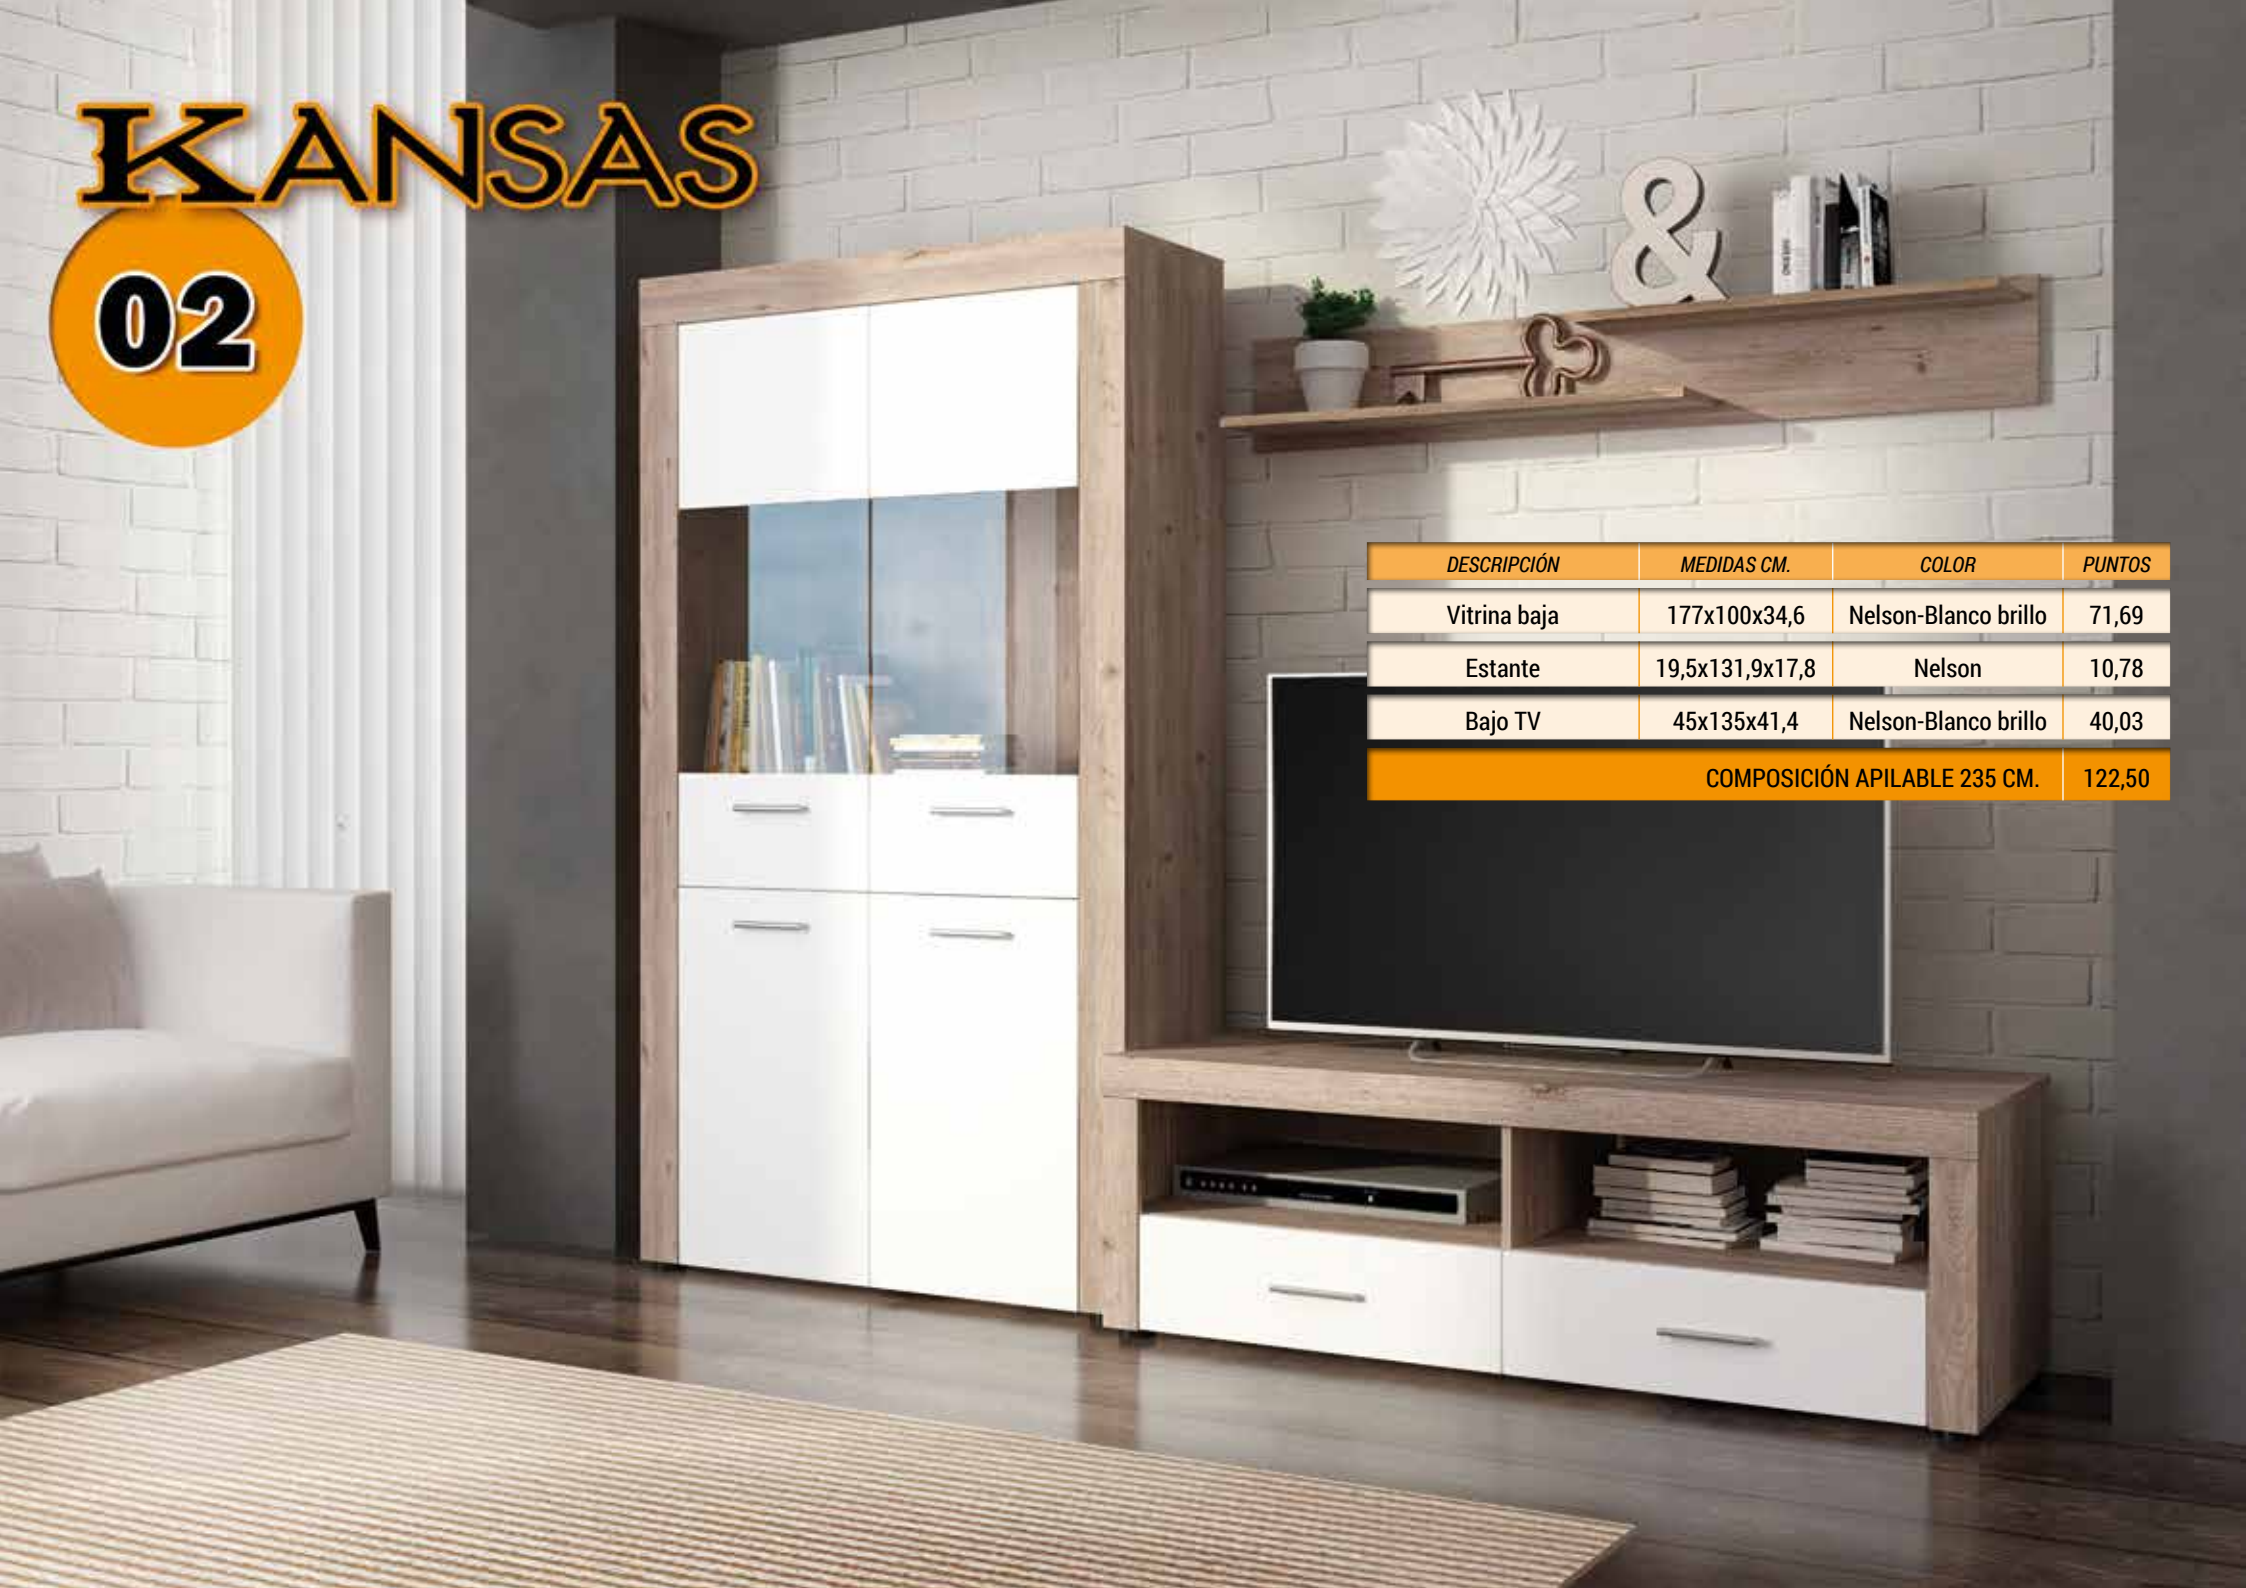 KANSAS
02
DESCRIPCIÓN MEDIDAS CM. COLOR PUNTOS
Vitrina baja 177x100x34,6 Nelson-Blanco brillo 71,69
Estante 19,5x131,9x17,8 Nelson 10,78
Bajo TV 45x135x41,4 Nelson-Blanco brillo 40,03
COMPOSICIÓN APILABLE 235 CM. 122,50
&